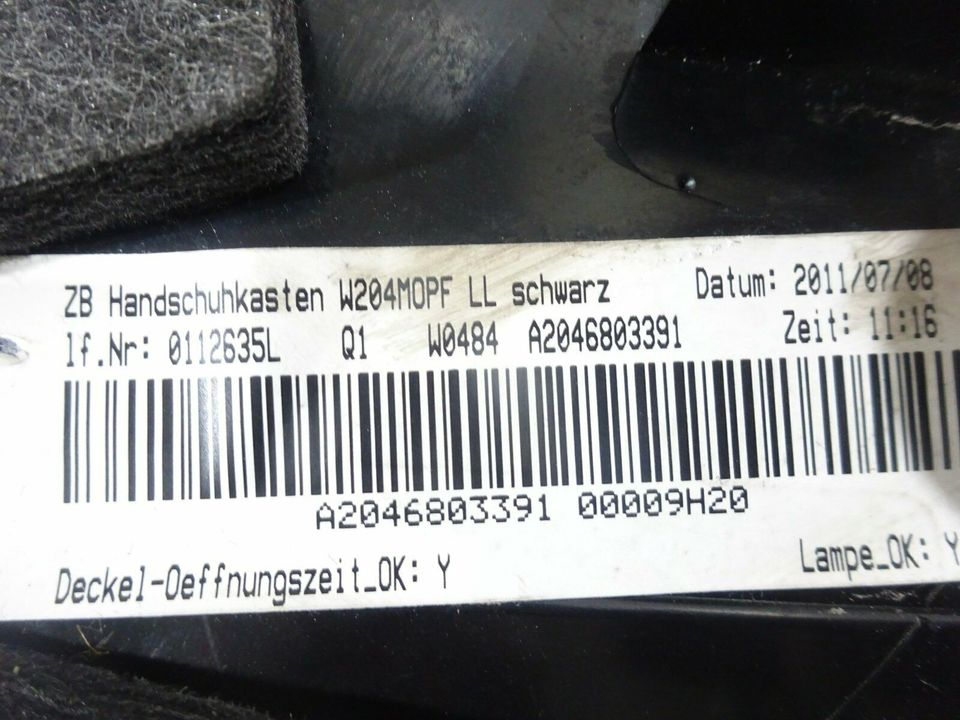 ZB Handschuhkasten W204MOPF LL schwarz Datum: 2011/07/08
lf.Nr: 0112635L Q1 W0484 A2046803391 Zeit: 11:16
A2046803391 00009H20
Deckel-Oeffnungszeit_OK: Y Lampe_OK: Y